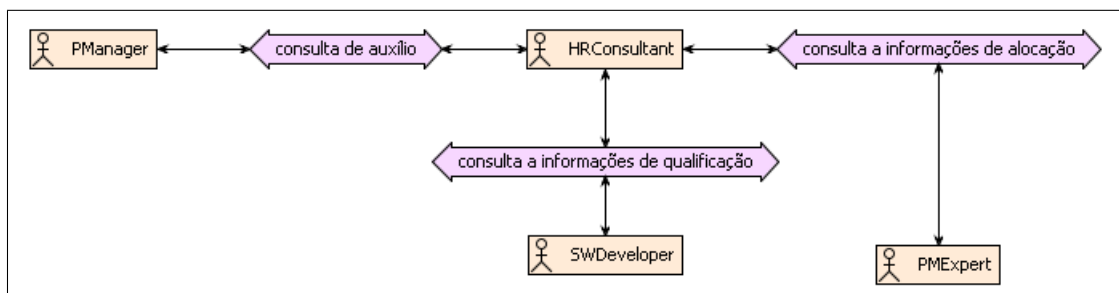 PManager
consulta de auxílio
HRConsultant
consulta a informações de alocação
consulta a informações de qualificação
SWDeveloper
PMExpert